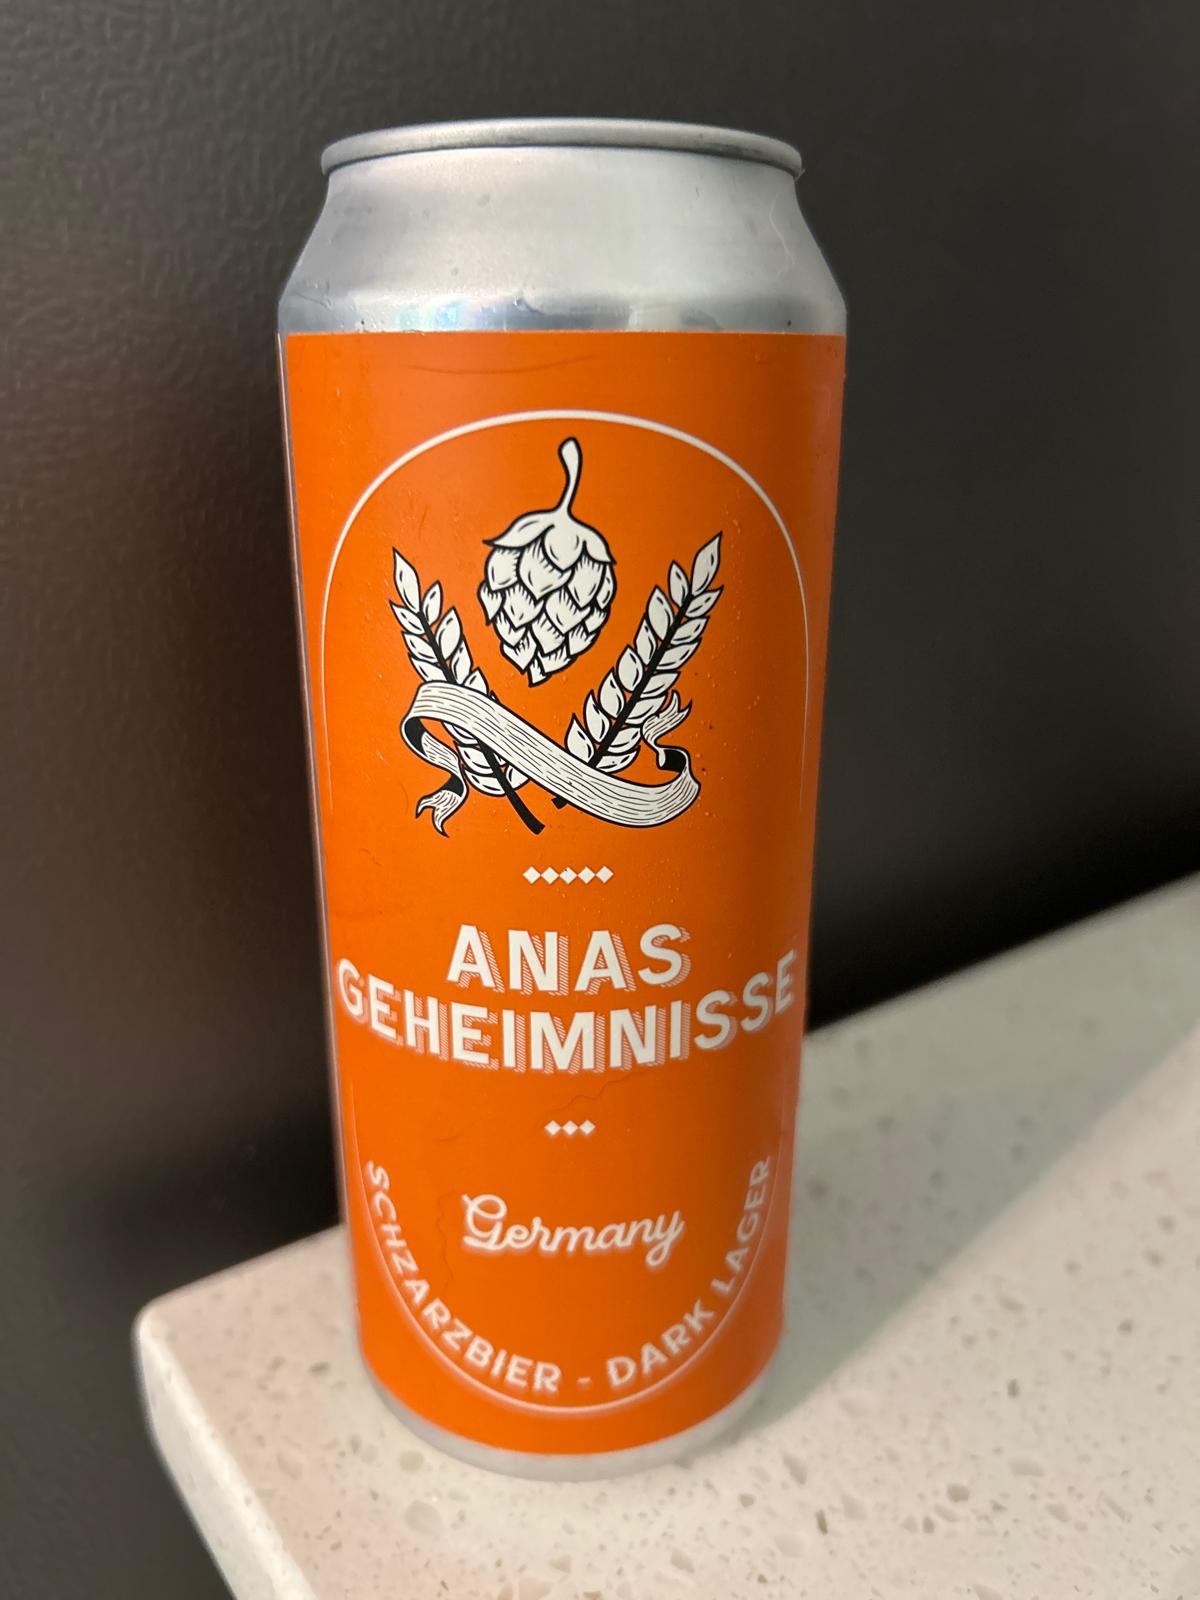 ANAS
GEHEIMNISSE
Germany
SCHZARZBIER - DARK LAGER